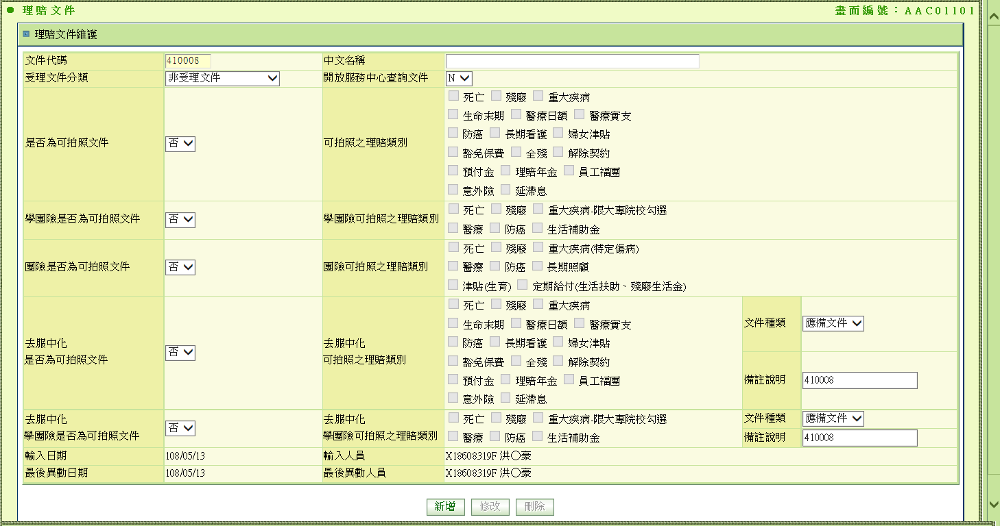 理賠文件 畫面編號：AAC01101
理賠文件維護
文件代碼 410008 中文名稱
受理文件分類 非受理文件 開放服務中心查詢文件 N
是否為可拍照文件 否 可拍照之理賠類別
死亡 殘廢 重大疾病
生命末期 醫療日額 醫療實支
防癌 長期看護 婦女津貼
豁免保費 全殘 解除契約
預付金 理賠年金 員工福團
意外險 延滯息
學團險是否為可拍照文件 否 學團險可拍照之理賠類別
死亡 殘廢 重大疾病-限大專院校勾選
醫療 防癌 生活補助金
團險是否為可拍照文件 否 團險可拍照之理賠類別
死亡 殘廢 重大疾病(特定傷病)
醫療 防癌 長期照顧
津貼(生育) 定期給付(生活扶助、殘廢生活金)
去服中化
是否為可拍照文件 否
去服中化
可拍照之理賠類別
死亡 殘廢 重大疾病
生命末期 醫療日額 醫療實支
防癌 長期看護 婦女津貼
豁免保費 全殘 解除契約
預付金 理賠年金 員工福團
意外險 延滯息
文件種類 應備文件
備註說明 410008
去服中化
學團險是否為可拍照文件 否
去服中化
學團險可拍照之理賠類別
死亡 殘廢 重大疾病-限大專院校勾選
醫療 防癌 生活補助金
文件種類 應備文件
備註說明 410008
輸入日期 108/05/13 輸入人員 X18608319F 洪〇豪
最後異動日期 108/05/13 最後異動人員 X18608319F 洪〇豪
新增 修改 刪除